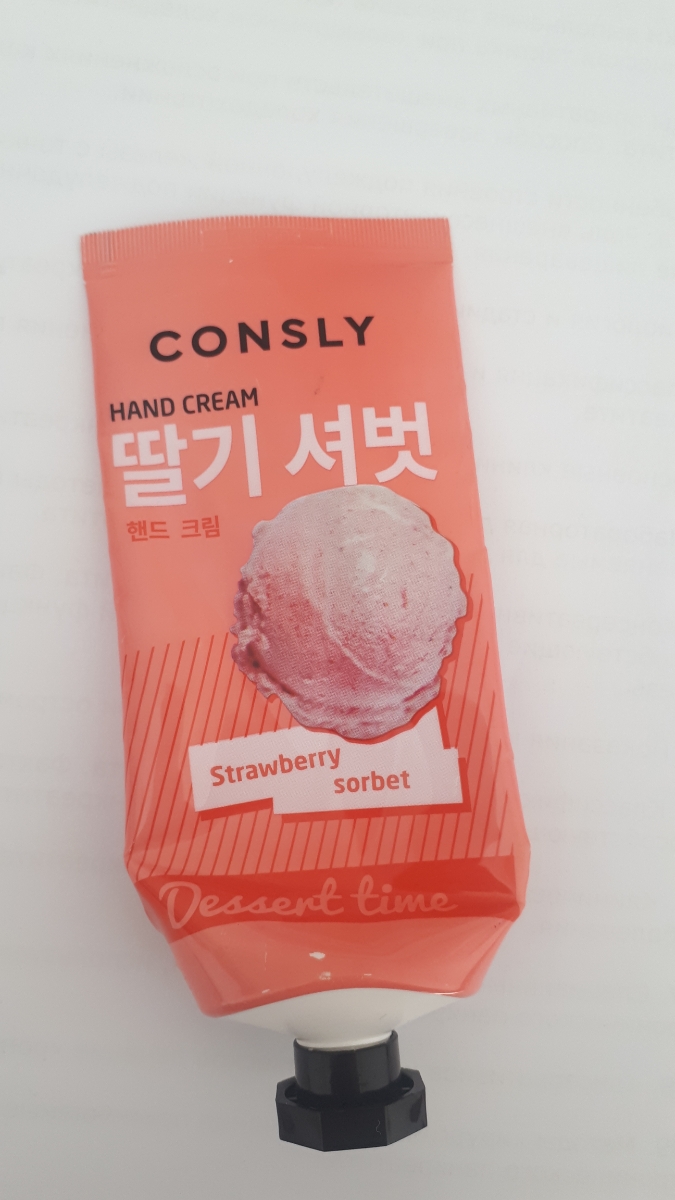 CONSLY
HAND CREAM
딸기 셔벗
핸드 크림
Strawberry
sorbet
Dessert time